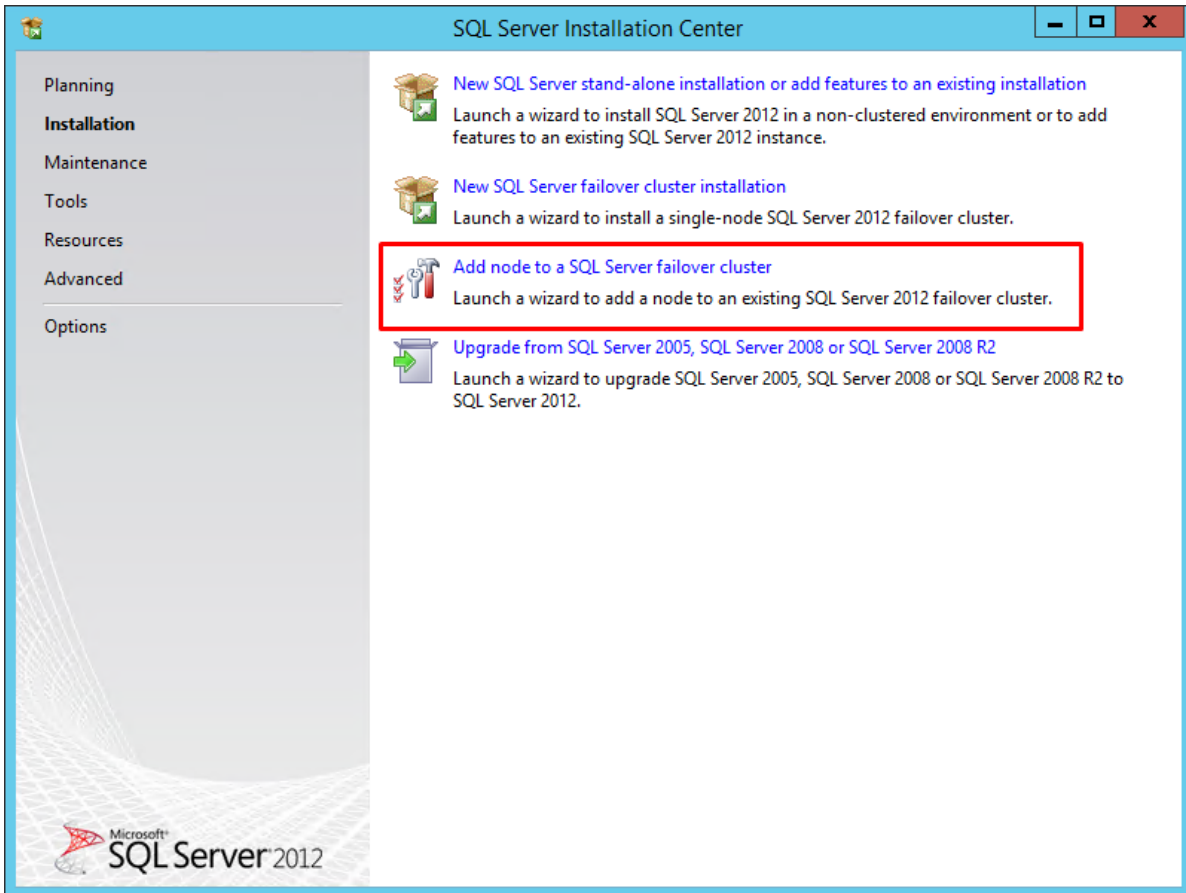 SQL Server Installation Center
Planning
Installation
Maintenance
Tools
Resources
Advanced
Options
New SQL Server stand-alone installation or add features to an existing installation
Launch a wizard to install SQL Server 2012 in a non-clustered environment or to add
features to an existing SQL Server 2012 instance.
New SQL Server failover cluster installation
Launch a wizard to install a single-node SQL Server 2012 failover cluster.
Add node to a SQL Server failover cluster
Launch a wizard to add a node to an existing SQL Server 2012 failover cluster.
Upgrade from SQL Server 2005, SQL Server 2008 or SQL Server 2008 R2
Launch a wizard to upgrade SQL Server 2005, SQL Server 2008 or SQL Server 2008 R2 to
SQL Server 2012.
Microsoft®
SQL Server® 2012